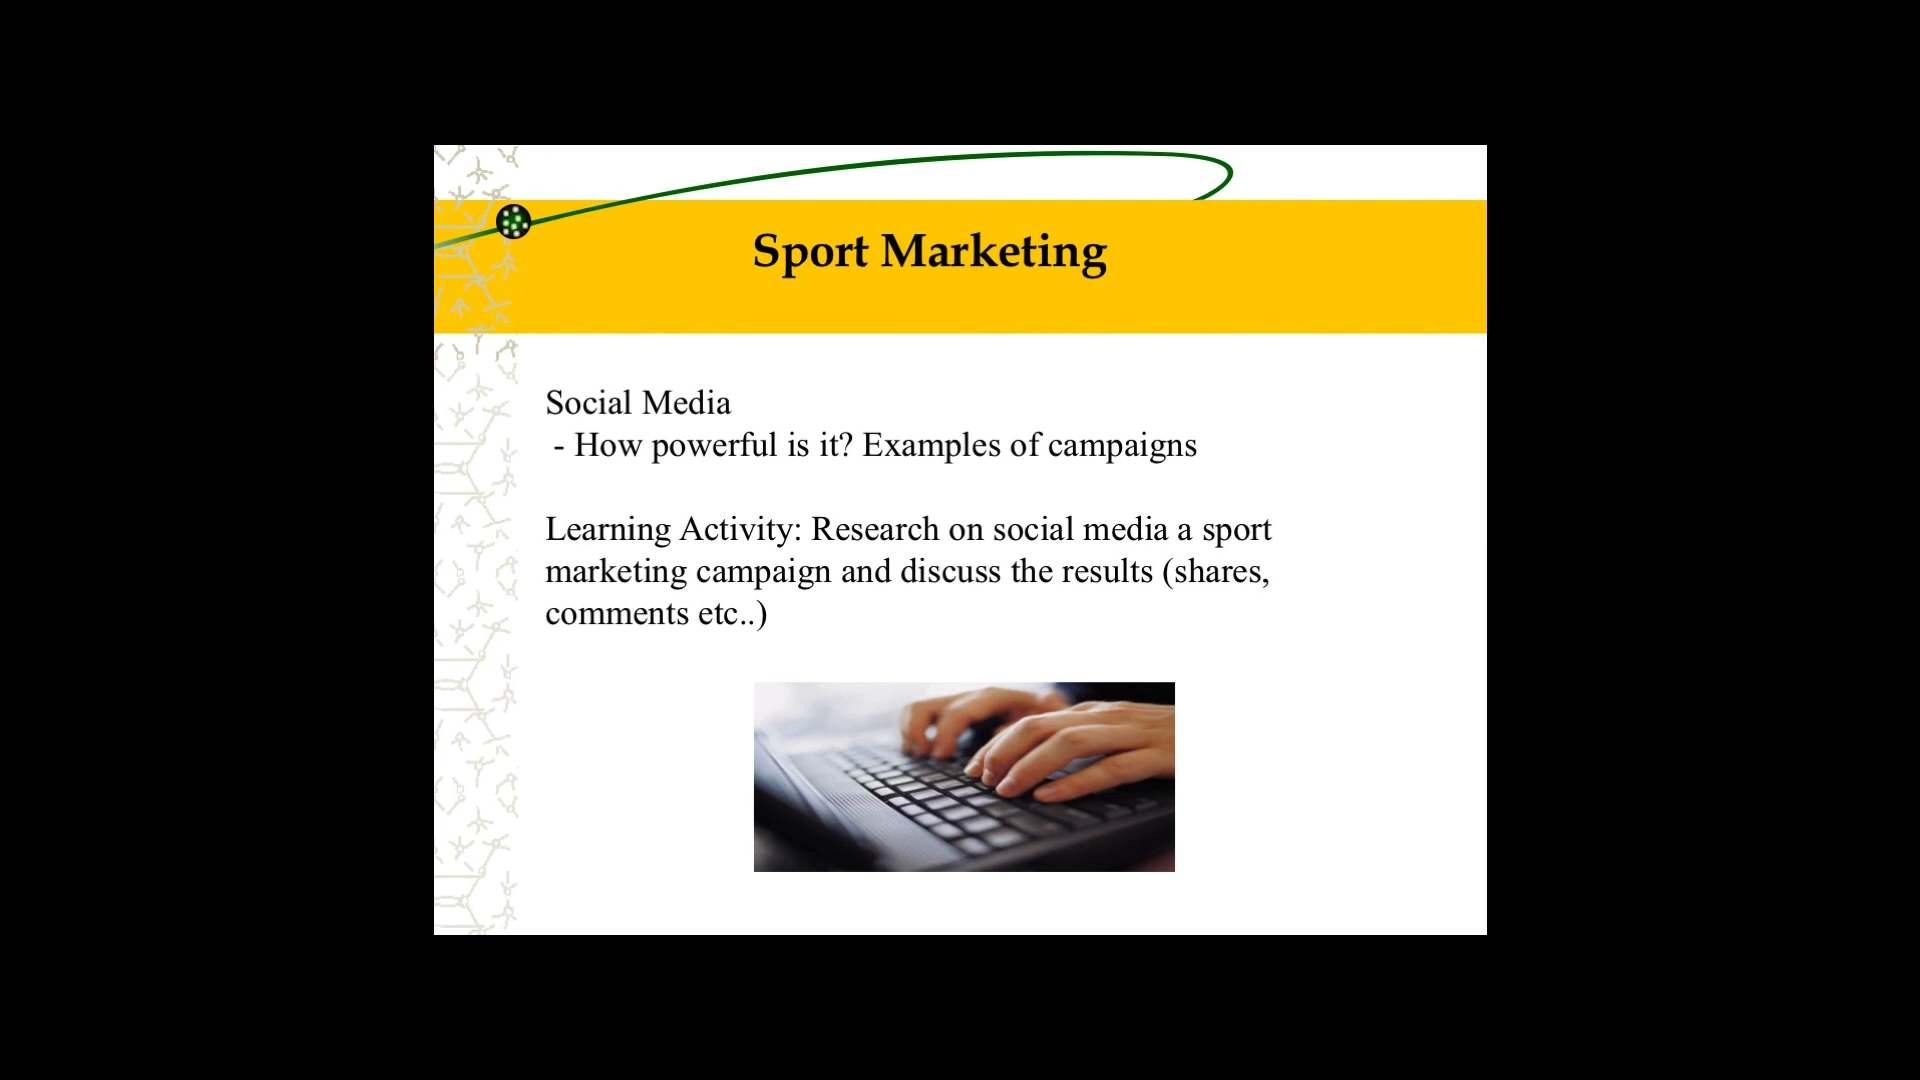 Sport Marketing
Social Media
- How powerful is it? Examples of campaigns
Learning Activity: Research on social media a sport
marketing campaign and discuss the results (shares,
comments etc..)